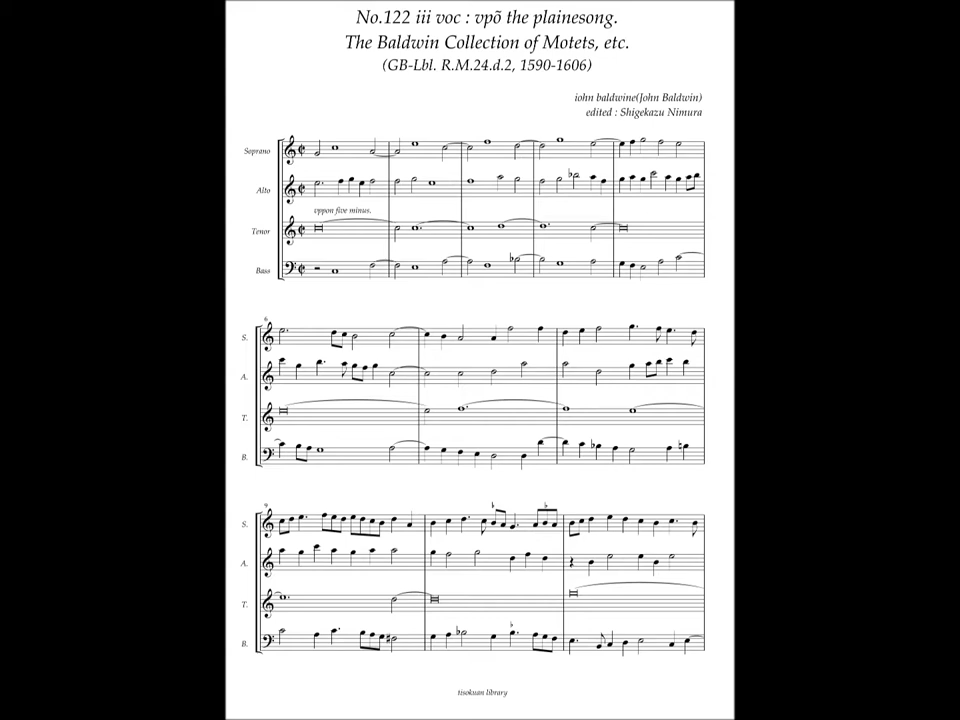 No.122 iii voc : vpõ the plainesong.
The Baldwin Collection of Motets, etc.
(GB-Lbl. R.M.24.d.2, 1590-1606)
iohn baldwine(John Baldwin)
edited : Shigekazu Nimura
Soprano
Alto
vppon five minus.
Tenor
Bass
6
S.
A.
T.
B.
9
S.
A.
T.
B.
tisokuan library